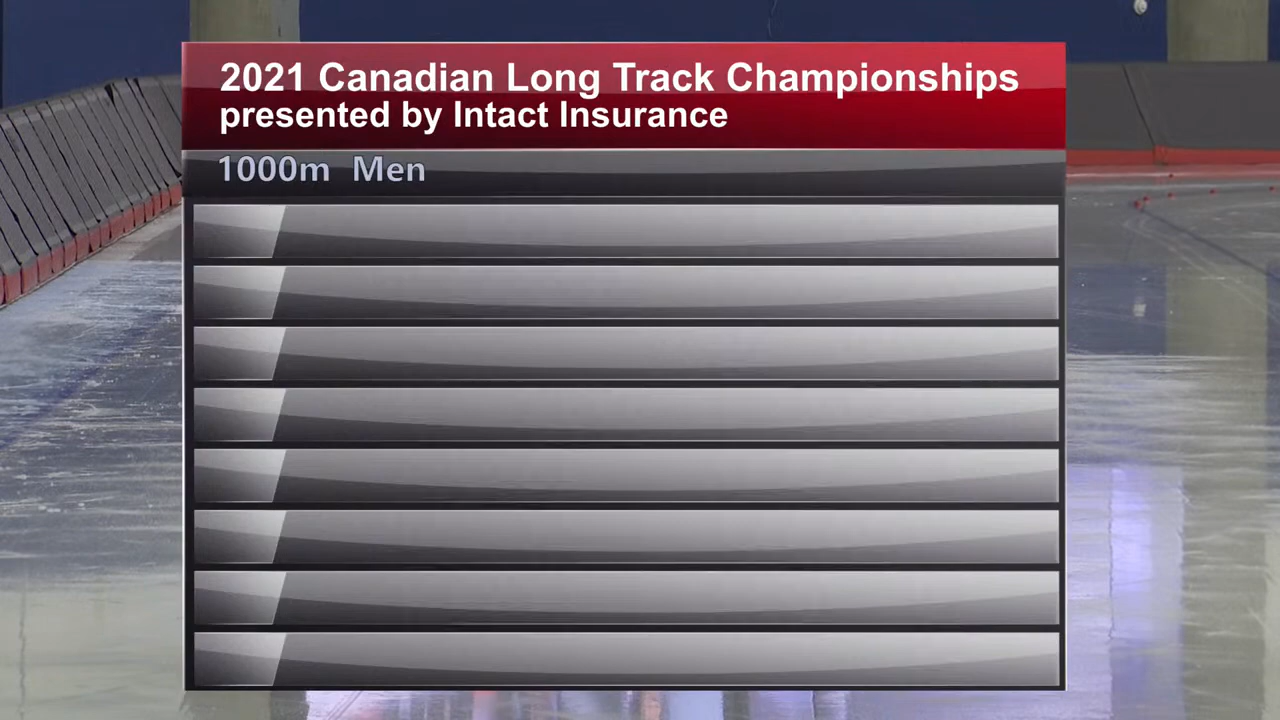 2021 Canadian Long Track Championships
presented by Intact Insurance
1000m Men